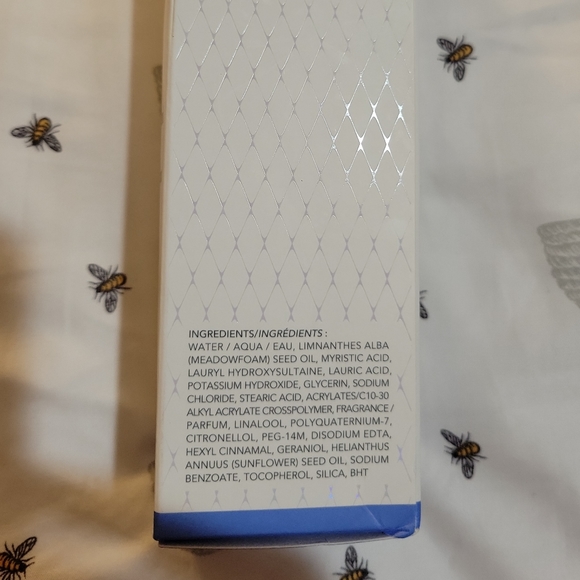 INGREDIENTS/INGRÉDIENTS :
WATER / AQUA / EAU, LIMNANTHES ALBA
(MEADOWFOAM) SEED OIL, MYRISTIC ACID,
LAURYL HYDROXYSULTAINE, LAURIC ACID,
POTASSIUM HYDROXIDE, GLYCERIN, SODIUM
CHLORIDE, STEARIC ACID, ACRYLATES/C10-30
ALKYL ACRYLATE CROSSPOLYMER, FRAGRANCE /
PARFUM, LINALOOL, POLYQUATERNIUM-7,
CITRONELLOL, PEG-14M, DISODIUM EDTA,
HEXYL CINNAMAL, GERANIOL, HELIANTHUS
ANNUUS (SUNFLOWER) SEED OIL, SODIUM
BENZOATE, TOCOPHEROL, SILICA, BHT